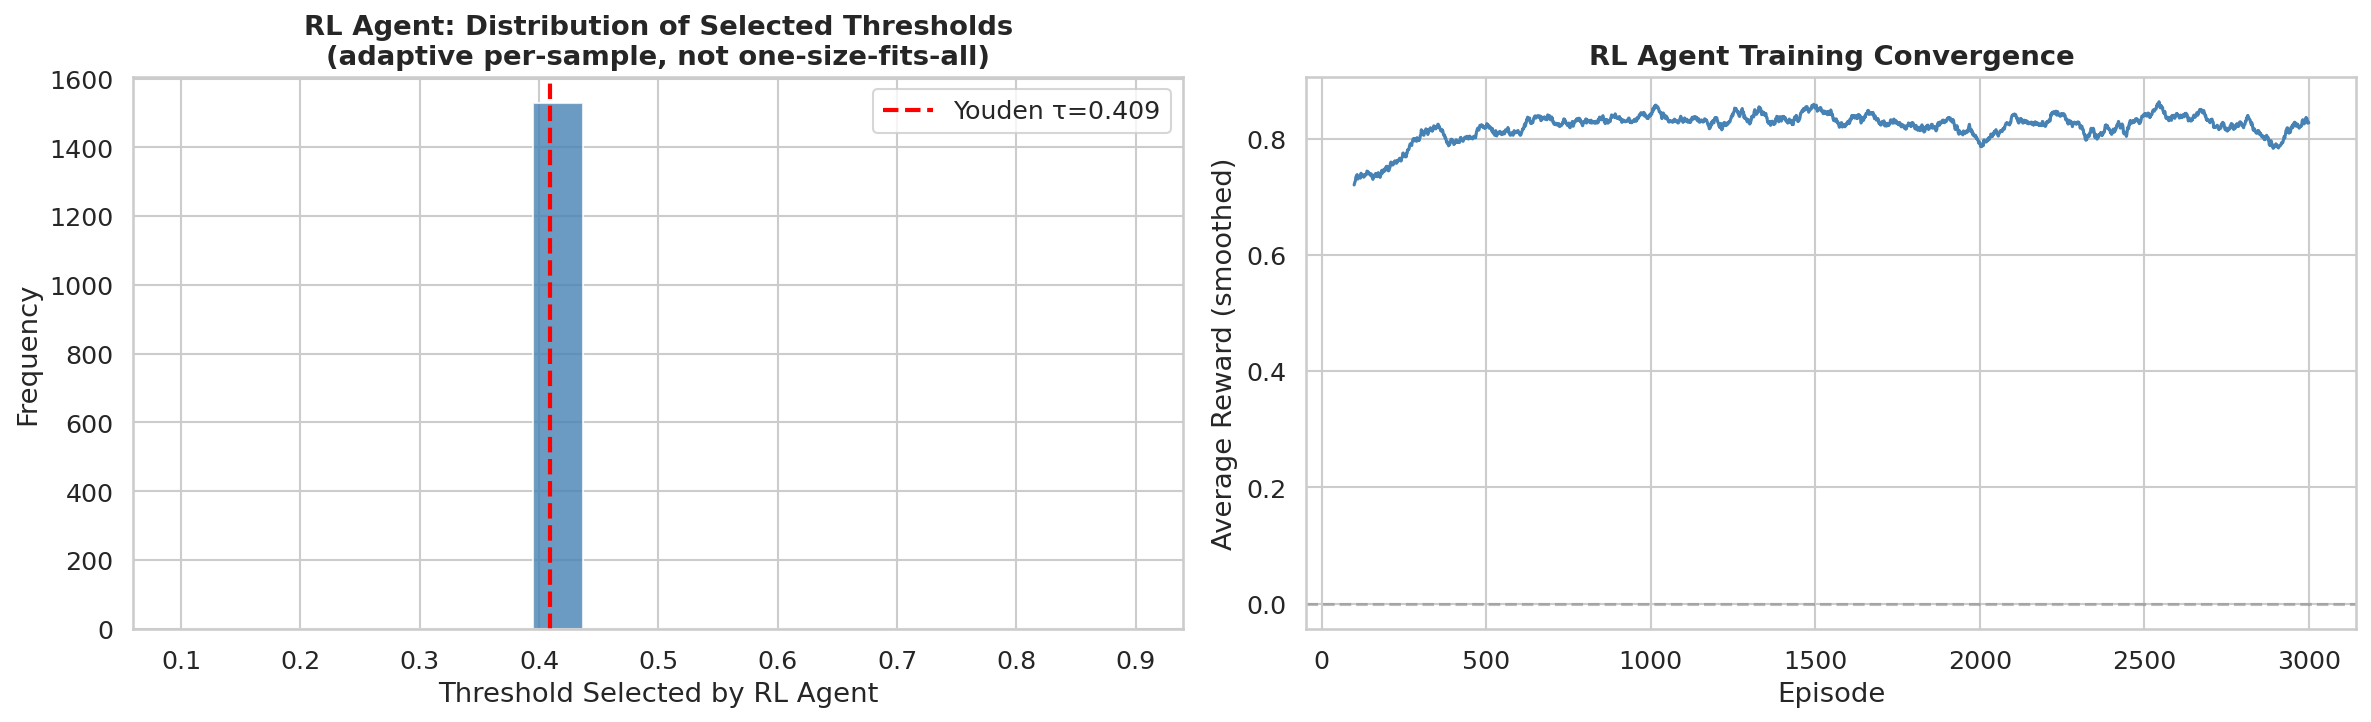 RL Agent: Distribution of Selected Thresholds
(adaptive per-sample, not one-size-fits-all)
1600
1400
1200
1000
800
600
400
200
0
Frequency
Youden τ=0.409
0.1 0.2 0.3 0.4 0.5 0.6 0.7 0.8 0.9
Threshold Selected by RL Agent
RL Agent Training Convergence
0.8
0.6
0.4
0.2
0.0
Average Reward (smoothed)
0 500 1000 1500 2000 2500 3000
Episode